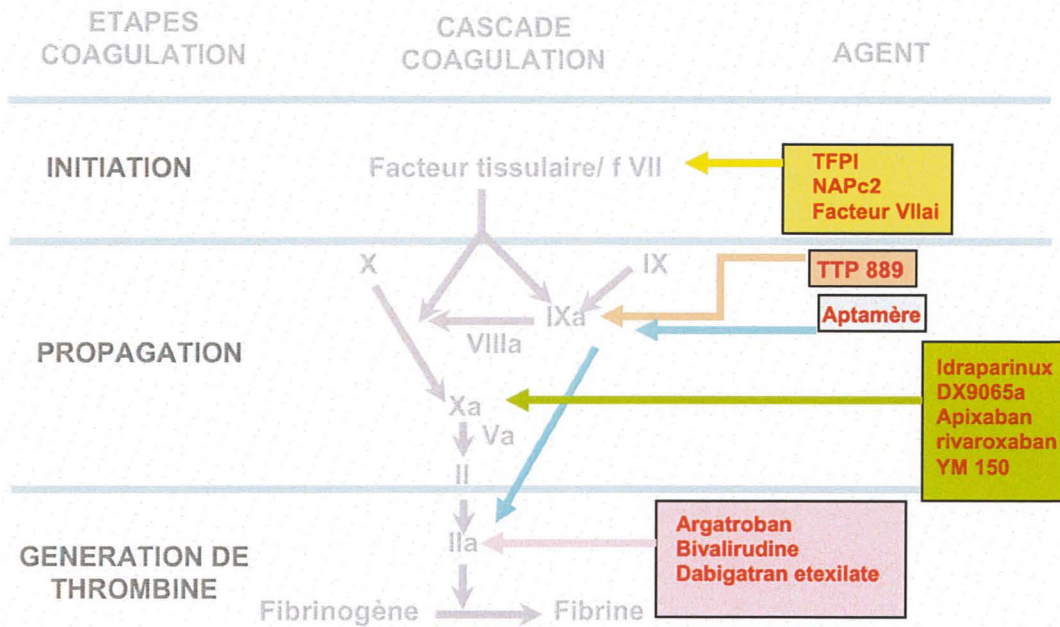 ETAPES
COAGULATION
CASCADE
COAGULATION
AGENT
INITIATION
Facteur tissulaire/ f VII
TFPI
NAPc2
Facteur VIIai
X
IX
TTP 889
IXa
Aptamère
VIIIa
PROPAGATION
Idraparinux
DX9065a
Apixaban
rivaroxaban
YM 150
Xa
Va
II
Argatroban
Bivalirudine
Dabigatran etexilate
IIa
GENERATION DE
THROMBINE
Fibrinogène
Fibrine